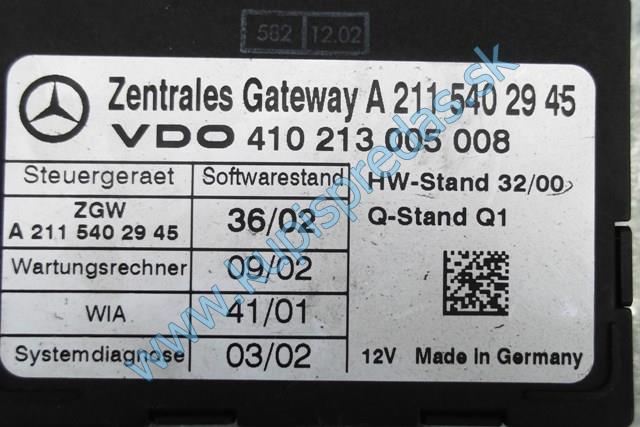 582 12.02
Zentrales Gateway A 211 540 29 45
VDO 410 213 005 008
Steuergeraet Softwarestand HW-Stand 32/00
ZGW
A 211 540 29 45 36/02 Q-Stand Q1
Wartungsrechner 09/02
WIA 41/01
Systemdiagnose 03/02 12V Made In Germany
www.kupispredas.sk